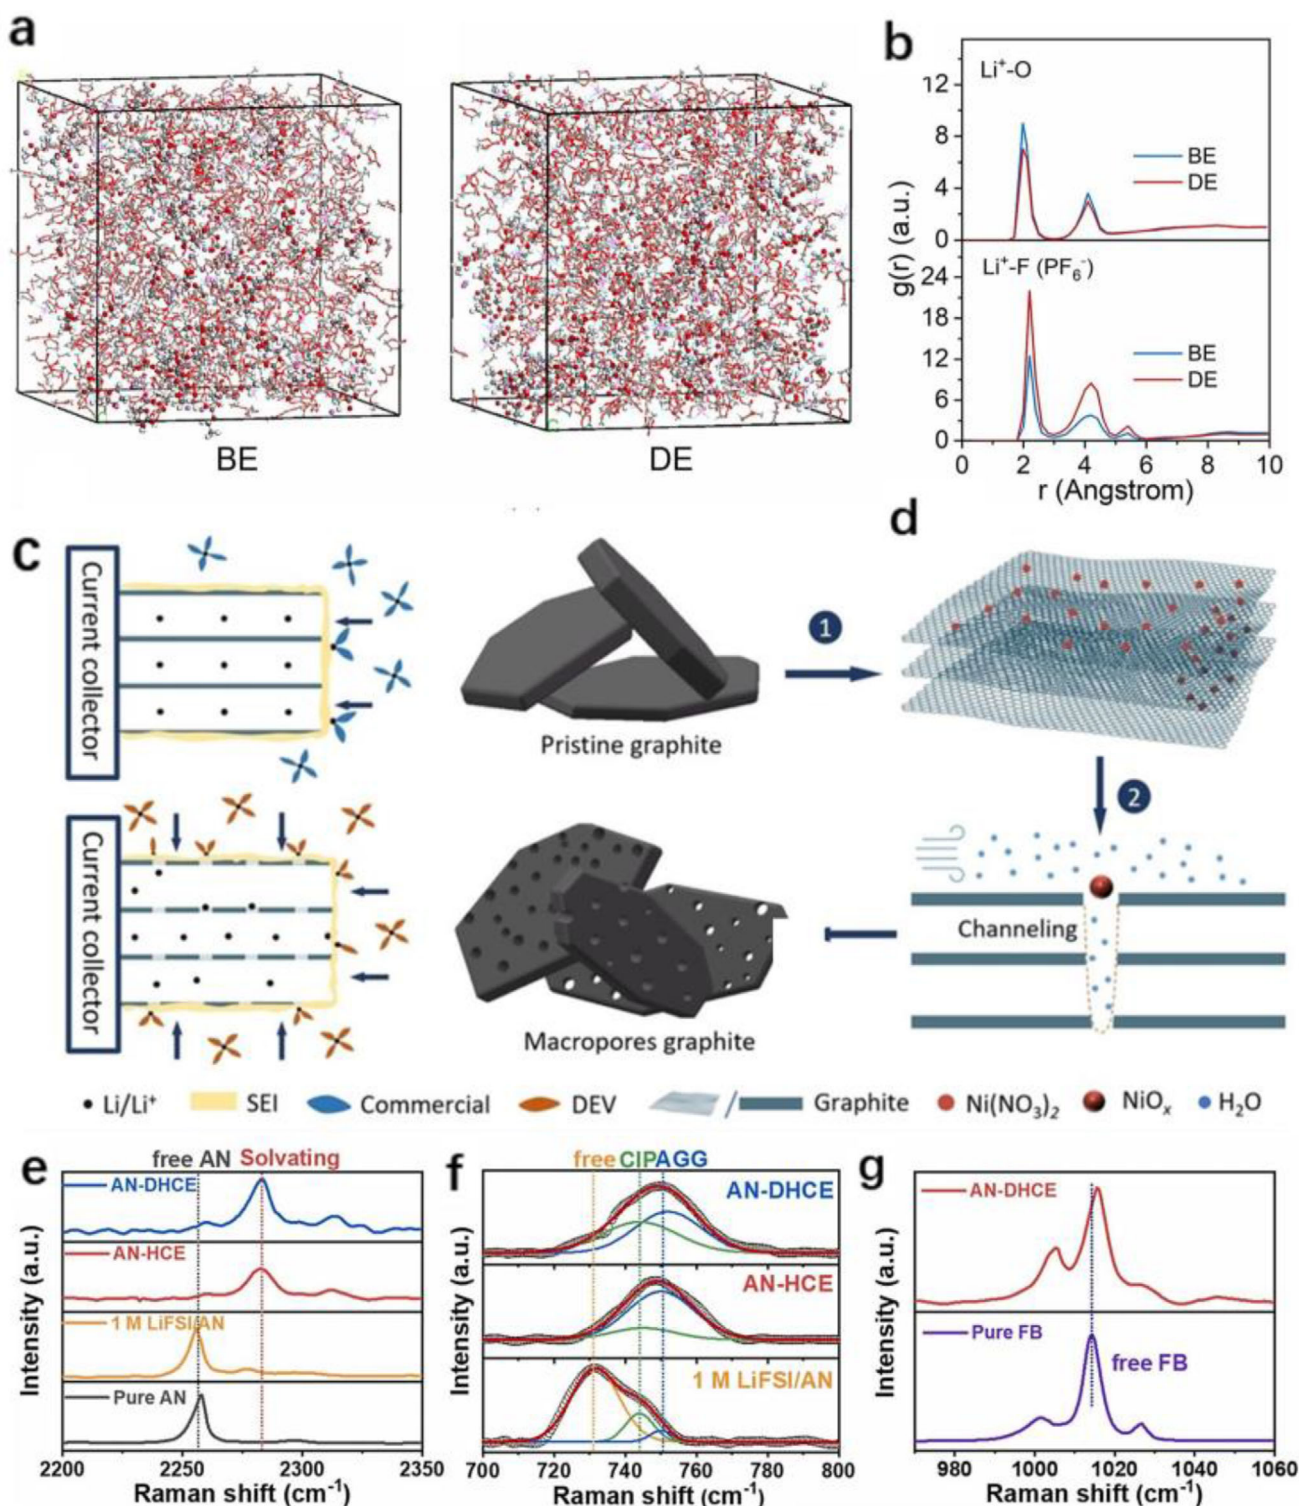 a
BE
DE
b
Li⁺-O
12
8
4
0
BE
DE
Li⁺-F (PF₆⁻)
24
18
12
6
0
BE
DE
g(r) (a.u.)
0 2 4 6 8 10
r (Angstrom)
c
Current collector
Current collector
Pristine graphite
1
d
2
Channeling
Macropores graphite
Li/Li⁺ SEI Commercial DEV Graphite Ni(NO₃)₂ NiOₓ H₂O
e
free AN Solvating
AN-DHCE
AN-HCE
1 M LiFSI/AN
Pure AN
Intensity (a.u.)
2200 2250 2300 2350
Raman shift (cm⁻¹)
f
free CIP AGG
AN-DHCE
AN-HCE
1 M LiFSI/AN
Intensity (a.u.)
700 720 740 760 780 800
Raman shift (cm⁻¹)
g
AN-DHCE
Pure FB
free FB
Intensity (a.u.)
980 1000 1020 1040 1060
Raman shift (cm⁻¹)